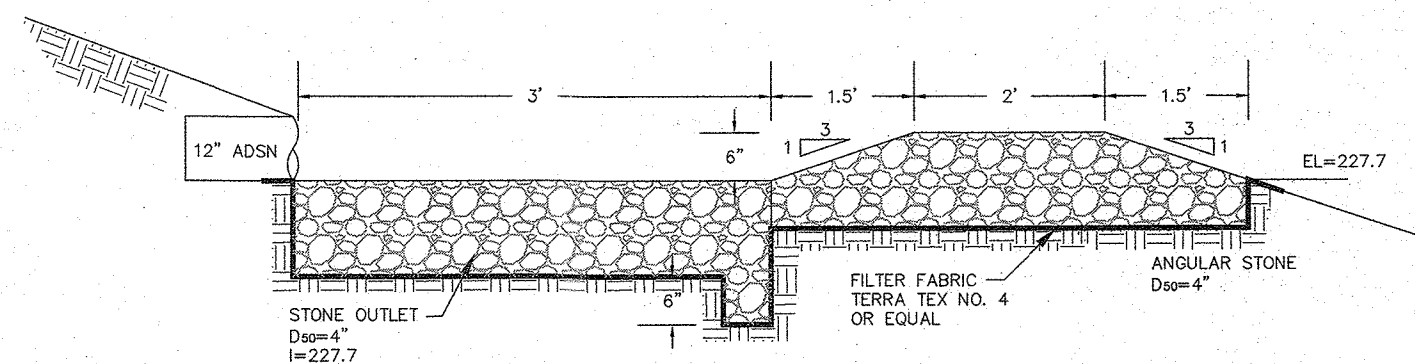 3'
1.5'
2'
1.5'
12" ADSN
6"
3
1
3
1
EL=227.7
6"
STONE OUTLET
D50=4"
I=227.7
FILTER FABRIC
TERRA TEX NO. 4
OR EQUAL
ANGULAR STONE
D50=4"